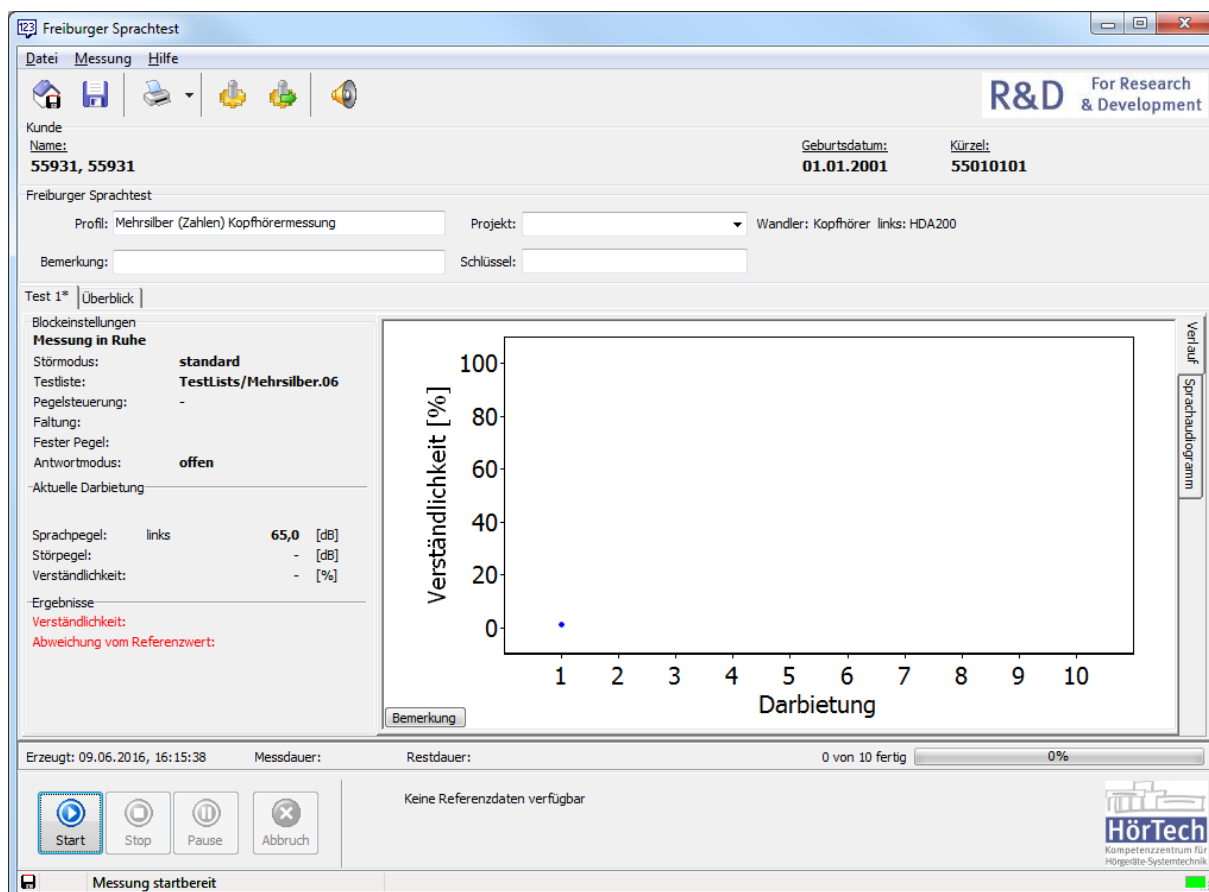 123 Freiburger Sprachtest
Datei Messung Hilfe
R&D For Research & Development
Kunde
Name: Geburtsdatum: Kürzel:
55931, 55931 01.01.2001 55010101
Freiburger Sprachtest
Profil: Mehrsilber (Zahlen) Kopfhörermessung Projekt: Wandler: Kopfhörer links: HDA200
Bemerkung: Schlüssel:
Test 1* Überblick
Blockeinstellungen
Messung in Ruhe
Störmodus: standard
Testliste: TestLists/Mehrsilber.06
Pegelsteuerung: -
Faltung:
Fester Pegel:
Antwortmodus: offen
Aktuelle Darbietung
Sprachpegel: links 65,0 [dB]
Störpegel: - [dB]
Verständlichkeit: - [%]
Ergebnisse
Verständlichkeit:
Abweichung vom Referenzwert:
Verständlichkeit [%]
100
80
60
40
20
0
1 2 3 4 5 6 7 8 9 10
Darbietung
Bemerkung
Verlauf
Sprachaudiogramm
Erzeugt: 09.06.2016, 16:15:38 Messdauer: Restdauer: 0 von 10 fertig 0%
Start Stop Pause Abbruch
Keine Referenzdaten verfügbar
HörTech
Kompetenzzentrum für
Hörgeräte-Systemtechnik
Messung startbereit